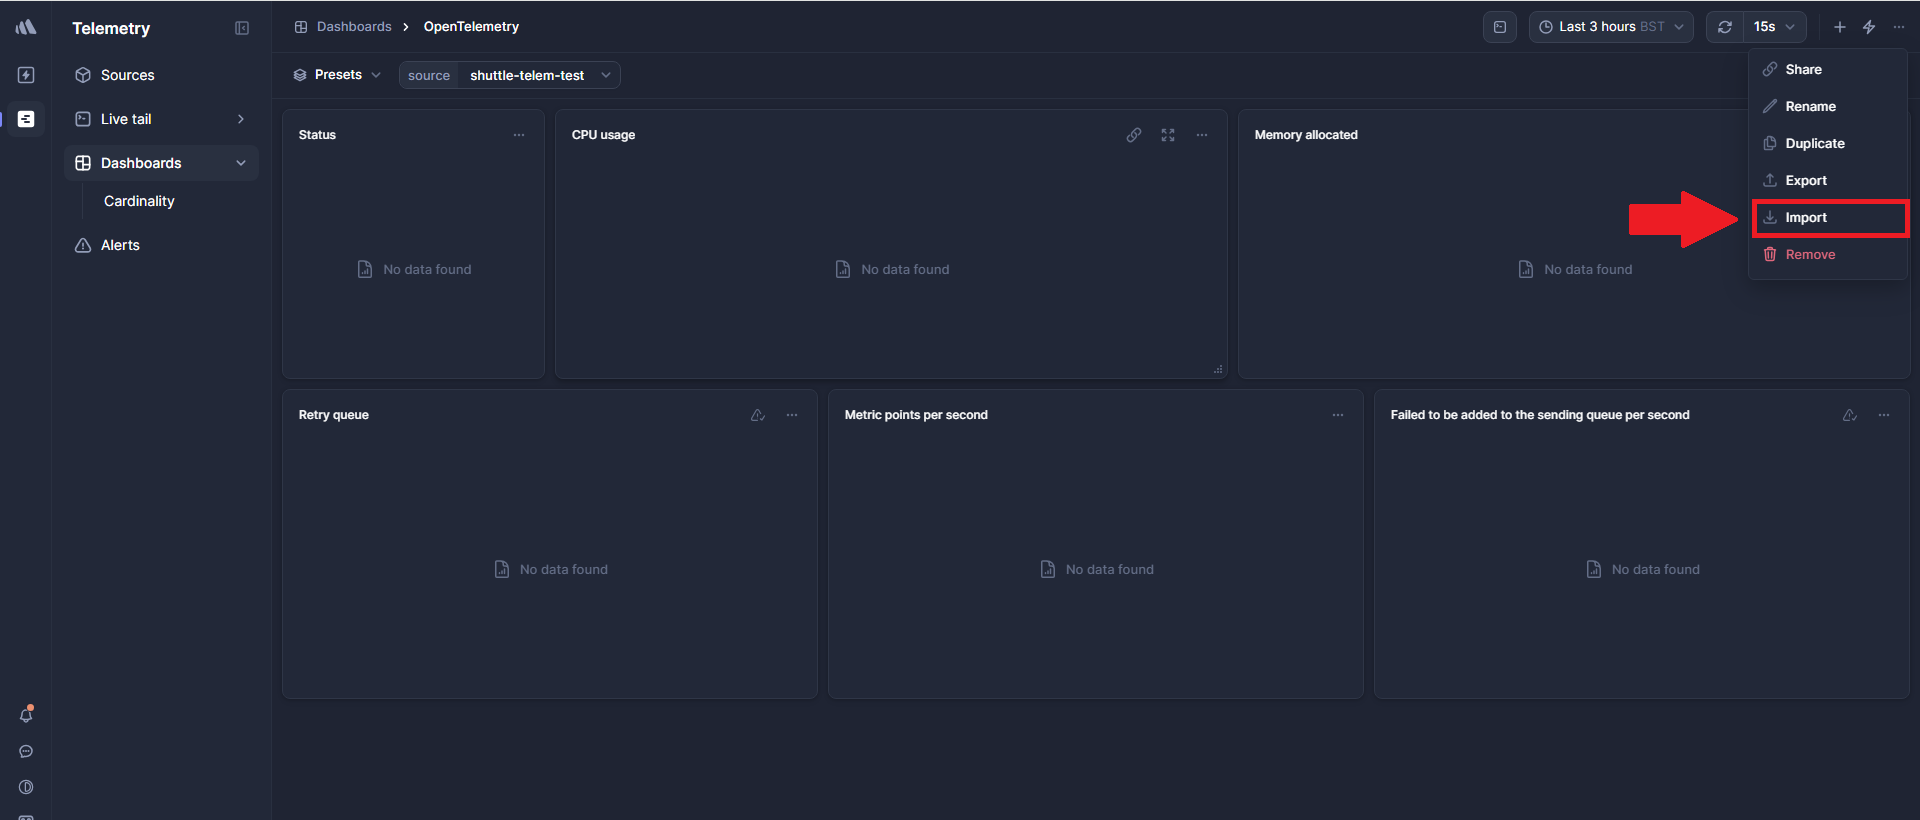 Telemetry
Sources
Live tail
Dashboards
Cardinality
Alerts
Dashboards > OpenTelemetry
Last 3 hours BST
15s
Presets
source shuttle-telem-test
Share
Rename
Duplicate
Export
Import
Remove
Status
No data found
CPU usage
No data found
Memory allocated
No data found
Retry queue
No data found
Metric points per second
No data found
Failed to be added to the sending queue per second
No data found